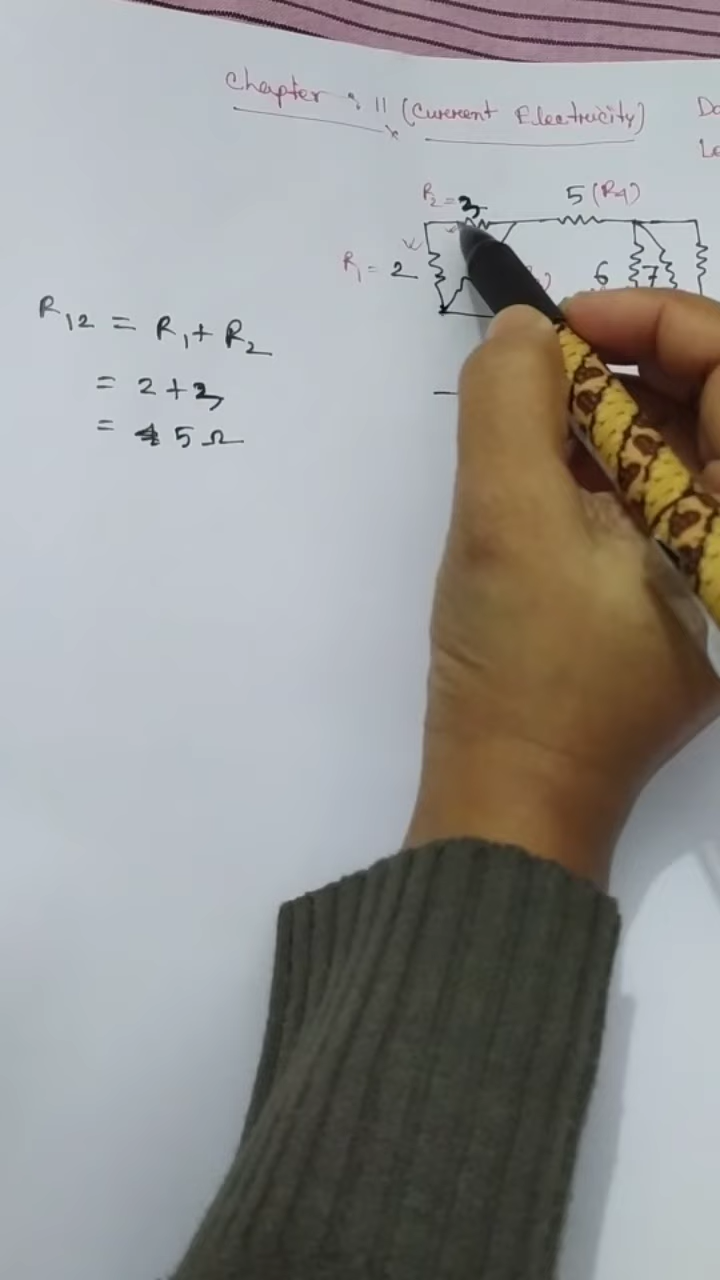 Chapter : 11 (Current Electricity)
R2 = 3
5 (R4)
R1 = 2
6
7
R12 = R1 + R2
= 2 + 3
= 5 Ω